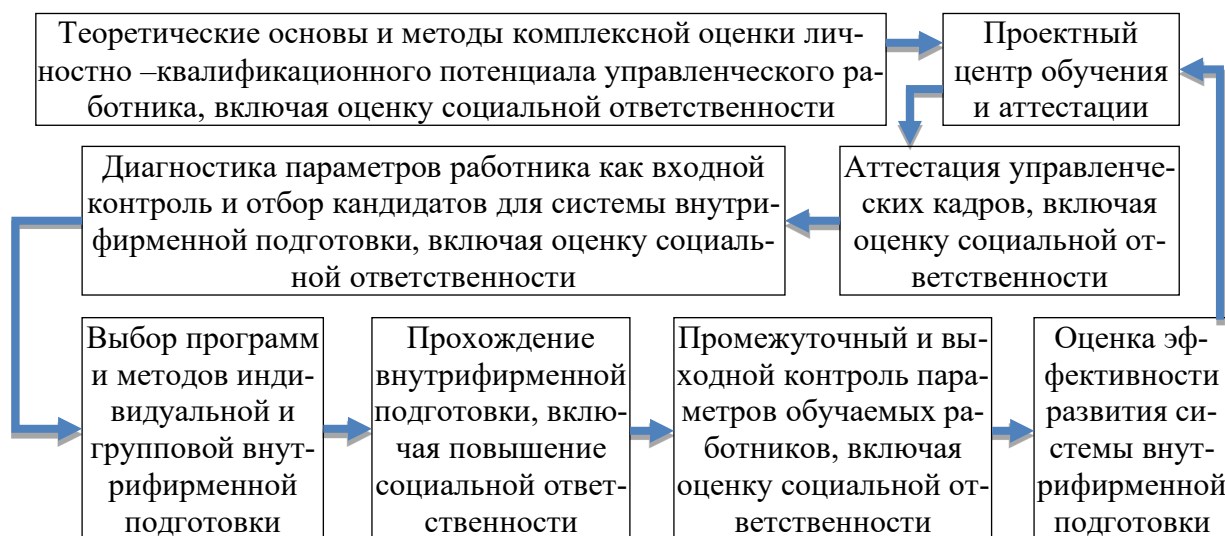 Теоретические основы и методы комплексной оценки лич-
ностно –квалификационного потенциала управленческого ра-
ботника, включая оценку социальной ответственности
Проектный
центр обучения
и аттестации
Диагностика параметров работника как входной
контроль и отбор кандидатов для системы внутри-
фирменной подготовки, включая оценку социаль-
ной ответственности
Аттестация управленче-
ских кадров, включая
оценку социальной от-
ветственности
Выбор программ
и методов инди-
видуальной и
групповой внут-
рифирменной
подготовки
Прохождение
внутрифирменной
подготовки, вклю-
чая повышение
социальной ответ-
ственности
Промежуточный и вы-
ходной контроль пара-
метров обучаемых ра-
ботников, включая
оценку социальной от-
ветственности
Оценка эф-
фективности
развития си-
стемы внут-
рифирменной
подготовки